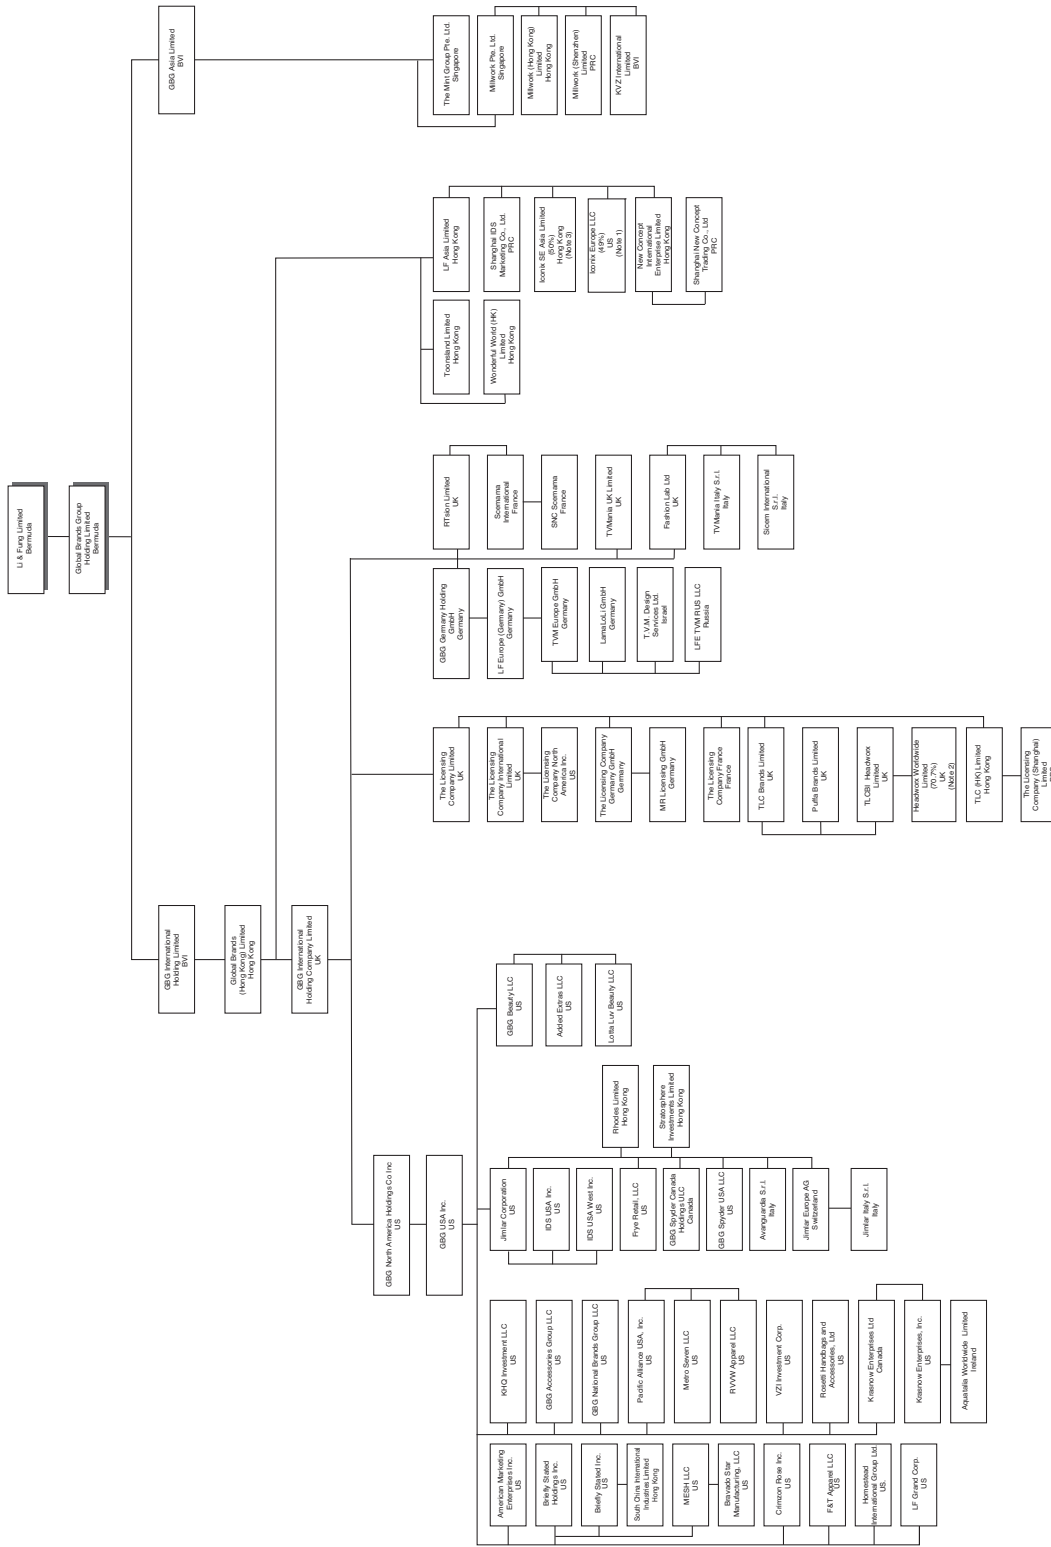 Li & Fung Limited
Bermuda
Global Brands Group
Holding Limited
Bermuda
GBG Asia Limited
BVI
The Mint Group Pte. Ltd.
Singapore
Millwork Pte. Ltd.
Singapore
Millwork (Hong Kong)
Limited
Hong Kong
Millwork (Shenzhen)
Limited
PRC
KVZ International
Limited
BVI
LF Asia Limited
Hong Kong
Shanghai IDS
Marketing Co., Ltd.
PRC
Iconix SE Asia Limited
(50%)
Hong Kong
(Note 3)
Iconix Europe LLC
(49%)
US
(Note 1)
New Concept
International
Enterprise Limited
Hong Kong
Shanghai New Concept
Trading Co., Ltd
PRC
Toonsland Limited
Hong Kong
Wonderful World (HK)
Limited
Hong Kong
RTsion Limited
UK
Scemama
International
France
SNC Scemama
France
TVMania UK Limited
UK
Fashion Lab Ltd
UK
TVMania Italy S.r.l.
Italy
Sicem International
S.r.l.
Italy
GBG Germany Holding
GmbH
Germany
LF Europe (Germany) GmbH
Germany
TVM Europe GmbH
Germany
LamaLoLi GmbH
Germany
T.V.M. Design
Services Ltd.
Israel
LFE TVM RUS LLC
Russia
The Licensing
Company Limited
UK
The Licensing
Company International
Limited
UK
The Licensing
Company North
America Inc.
US
The Licensing Company
Germany GmbH
Germany
MR Licensing GmbH
Germany
The Licensing
Company France
France
TLC Brands Limited
UK
Puffa Brands Limited
UK
TLCBI Headworx
Limited
UK
Headworx Worldwide
Limited
(70.7%)
UK
(Note 2)
TLC (HK) Limited
Hong Kong
The Licensing
Company (Shanghai)
Limited
GBG International
Holding Limited
BVI
Global Brands
(Hong Kong) Limited
Hong Kong
GBG International
Holding Company Limited
UK
GBG Beauty LLC
US
Added Extras LLC
US
Lotta Luv Beauty LLC
US
Rhodes Limited
Hong Kong
Stratosphere
Investments Limited
Hong Kong
GBG North America Holdings Co Inc
US
GBG USA Inc.
US
Jimlar Corporation
US
IDS USA Inc.
US
IDS USA West Inc.
US
Frye Retail, LLC
US
GBG Spyder Canada
Holdings ULC
Canada
GBG Spyder USA LLC
US
Avanguardia S.r.l.
Italy
Jimlar Europe AG
Switzerland
Jimlar Italy S.r.l.
Italy
KHQ Investment LLC
US
GBG Accessories Group LLC
US
GBG National Brands Group LLC
US
Pacific Alliance USA, Inc.
US
Metro Seven LLC
US
RVVW Apparel LLC
US
VZI Investment Corp.
US
Rosetti Handbags and
Accessories, Ltd
US
Krasnow Enterprises Ltd
Canada
Krasnow Enterprises, Inc.
US
Aquatalia Worldwide Limited
Ireland
American Marketing
Enterprises Inc.
US
Briefly Stated
Holdings Inc.
US
Briefly Stated Inc.
US
South China International
Industries Limited
Hong Kong
MESH LLC
US
Bravado Star
Manufacturing, LLC
US
Crimzon Rose Inc.
US
F&T Apparel LLC
US
Homestead
International Group Ltd.
US.
LF Grand Corp.
US